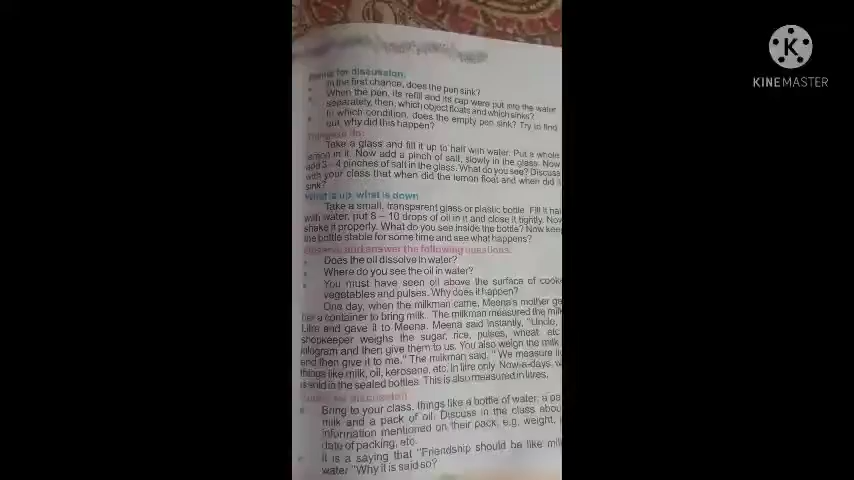 Points for discussion.
In the first chance, does the pen sink?
When the pen, its refill and its cap were put into the water
separately, then, which object floats and which sinks?
In which condition, does the empty pen sink? Try to find
out, why did this happen?
Take a glass and fill it up to half with water. Put a whole
lemon in it. Now add a pinch of salt, slowly in the glass. Now
add 3 – 4 pinches of salt in the glass. What do you see? Discuss
with your class that when did the lemon float and when did it
sink?
What is up, what is down
Take a small, transparent glass or plastic bottle. Fill it hal
with water, put 8 – 10 drops of oil in it and close it tightly. Now
shake it properly. What do you see inside the bottle? Now keep
the bottle stable for some time and see what happens?
Observe and answer the following questions.
Does the oil dissolve in water?
Where do you see the oil in water?
You must have seen oil above the surface of cook
vegetables and pulses. Why does it happen?
One day, when the milkman came, Meena's mother ga
her a container to bring milk. The milkman measured the milk
Litre and gave it to Meena. Meena said instantly, "Uncle,
shopkeeper weighs the sugar, rice, pulses, wheat etc
kilogram and then give them to us. You also weigh the milk
and then give it to me." The milkman said, "We measure li
things like milk, oil, kerosene, etc. In litre only. Now-a-days, w
is sold in the sealed bottles. This is also measured in litres.
Bring to your class, things like a bottle of water, a pa
milk and a pack of oil. Discuss in the class abou
information mentioned on their pack, e.g. weight,
date of packing, etc.
It is a saying that "Friendship should be like mil
water "Why it is said so?
KINEMASTER